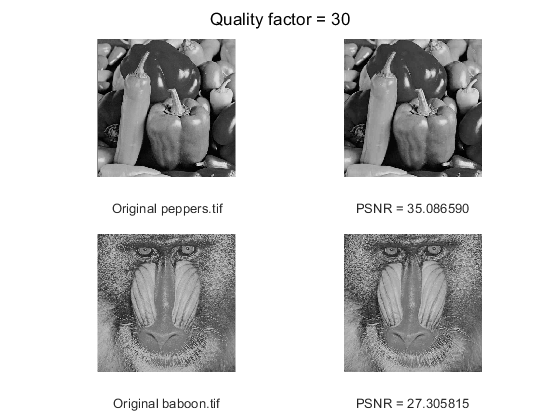 Quality factor = 30
Original peppers.tif
PSNR = 35.086590
Original baboon.tif
PSNR = 27.305815